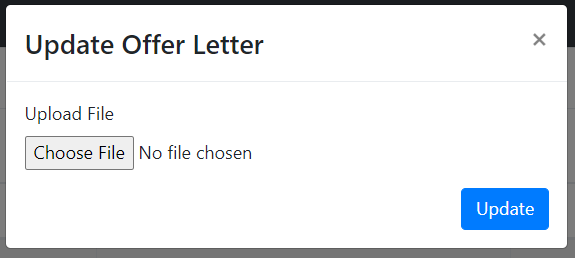 Update Offer Letter
×
Upload File
Choose File No file chosen
Update